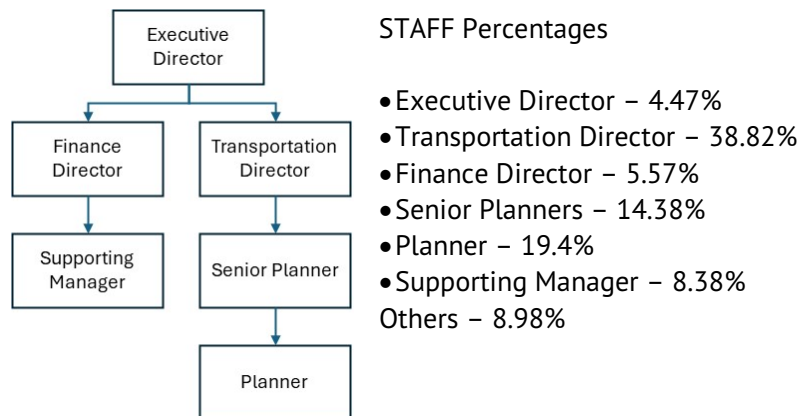 Executive
Director
Finance
Director
Transportation
Director
Supporting
Manager
Senior Planner
Planner
STAFF Percentages
•Executive Director – 4.47%
•Transportation Director – 38.82%
•Finance Director – 5.57%
•Senior Planners – 14.38%
•Planner – 19.4%
•Supporting Manager – 8.38%
Others – 8.98%